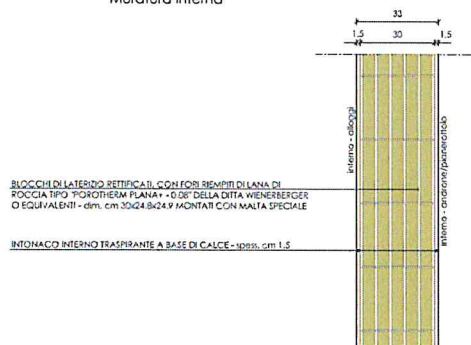 Muratura interna
33
1.5 30 1.5
interno - alloggi
interno - androne/pianerottolo
BLOCCHI DI LATERIZIO RETTIFICATI, CON FORI RIEMPITI DI LANA DI
ROCCIA TIPO "POROTHERM PLANA+ - 0.08" DELLA DITTA WIENERBERGER
O EQUIVALENTI - dim. cm 30x24.8x24.9 MONTATI CON MALTA SPECIALE
INTONACO INTERNO TRASPIRANTE A BASE DI CALCE - spess. cm 1.5